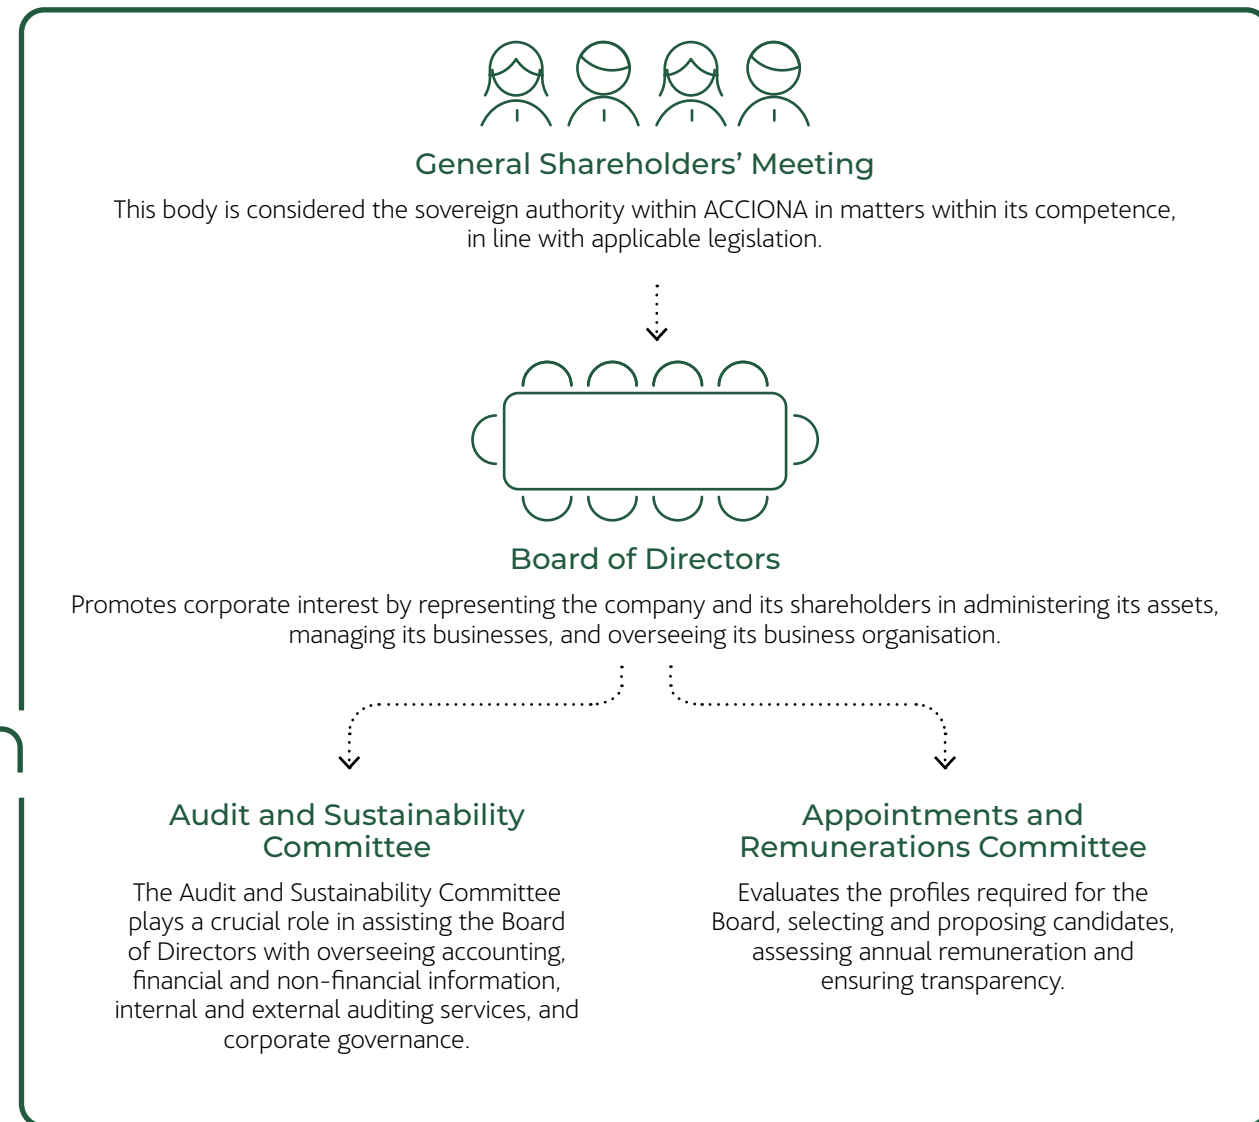 General Shareholders’ Meeting
This body is considered the sovereign authority within ACCIONA in matters within its competence,
in line with applicable legislation.
Board of Directors
Promotes corporate interest by representing the company and its shareholders in administering its assets,
managing its businesses, and overseeing its business organisation.
Audit and Sustainability
Committee
The Audit and Sustainability Committee
plays a crucial role in assisting the Board
of Directors with overseeing accounting,
financial and non-financial information,
internal and external auditing services, and
corporate governance.
Appointments and
Remunerations Committee
Evaluates the profiles required for the
Board, selecting and proposing candidates,
assessing annual remuneration and
ensuring transparency.